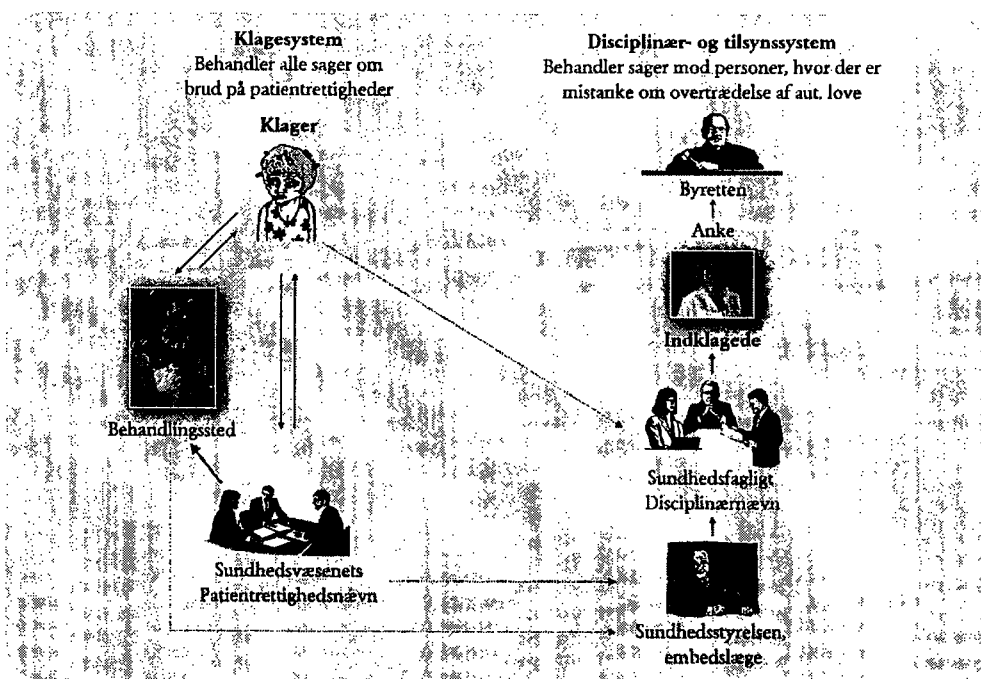 Klagesystem
Behandler alle sager om
brud på patientrettigheder
Klager
Behandlingssted
Sundhedsvæsenets
Patientrettighedsnævn
Disciplinær- og tilsynssystem
Behandler sager mod personer, hvor der er
mistanke om overtrædelse af aut. love
Byretten
Anke
Indklagede
Sundhedsfagligt
Disciplinærnævn
Sundhedsstyrelsen,
embedslæge